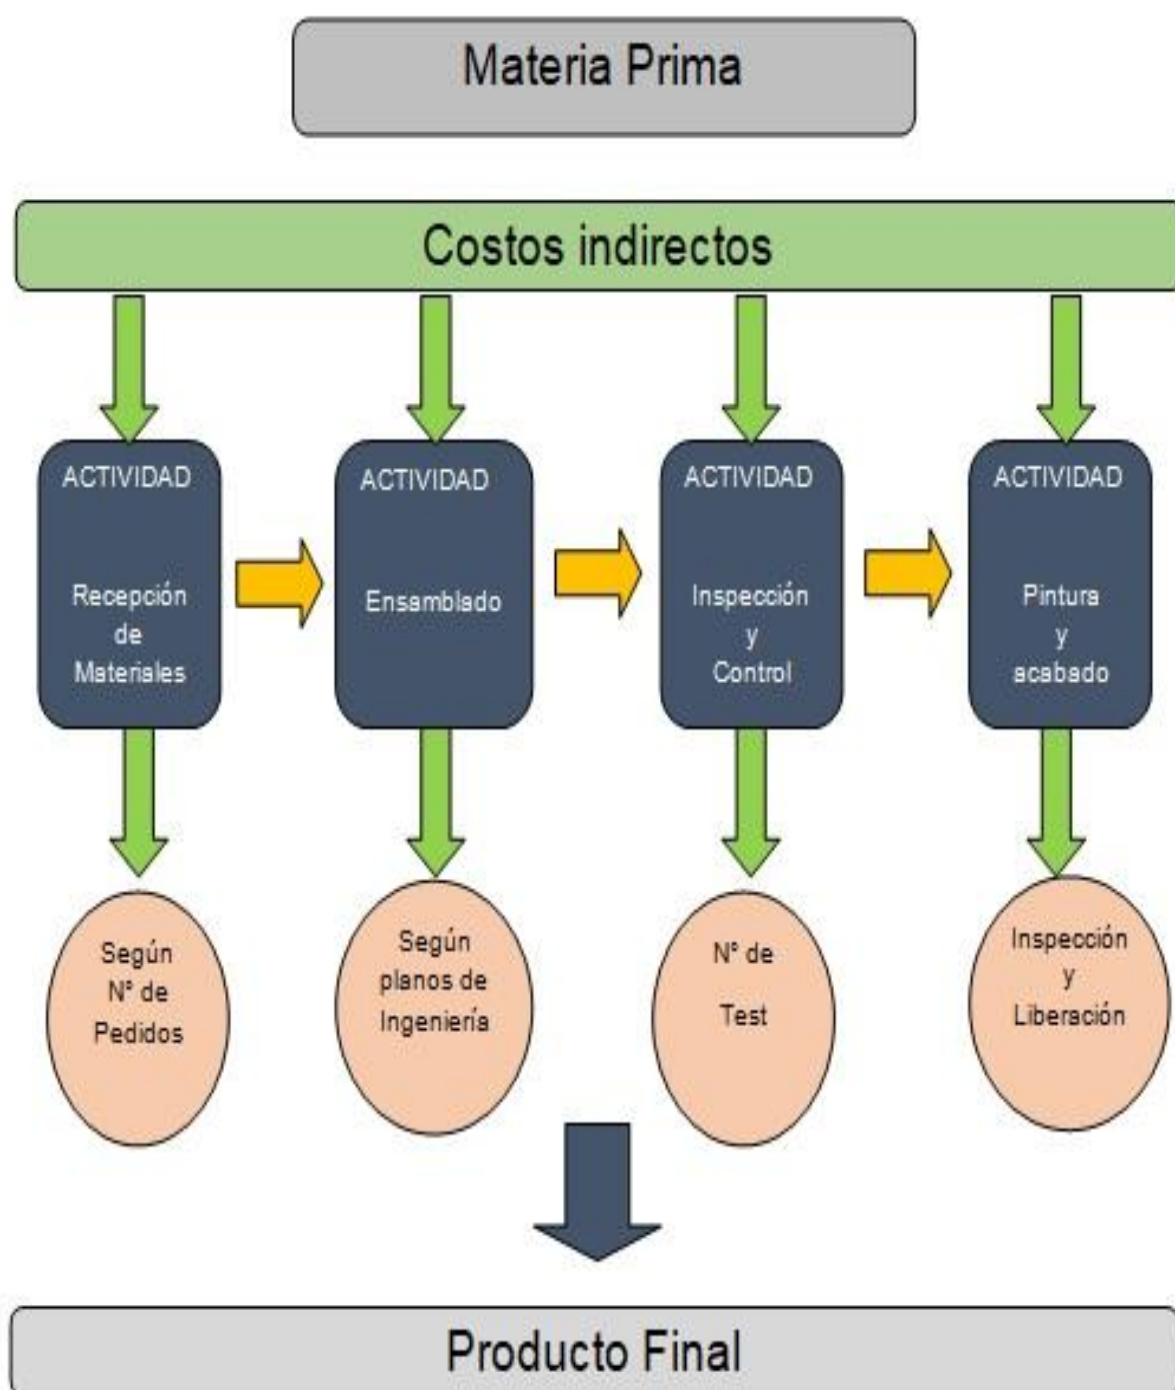 Materia Prima
Costos indirectos
ACTIVIDAD
Recepción
de
Materiales
ACTIVIDAD
Ensamblado
ACTIVIDAD
Inspección
y
Control
ACTIVIDAD
Pintura
y
acabado
Según
N° de
Pedidos
Según
planos de
Ingeniería
N° de
Test
Inspección
y
Liberación
Producto Final